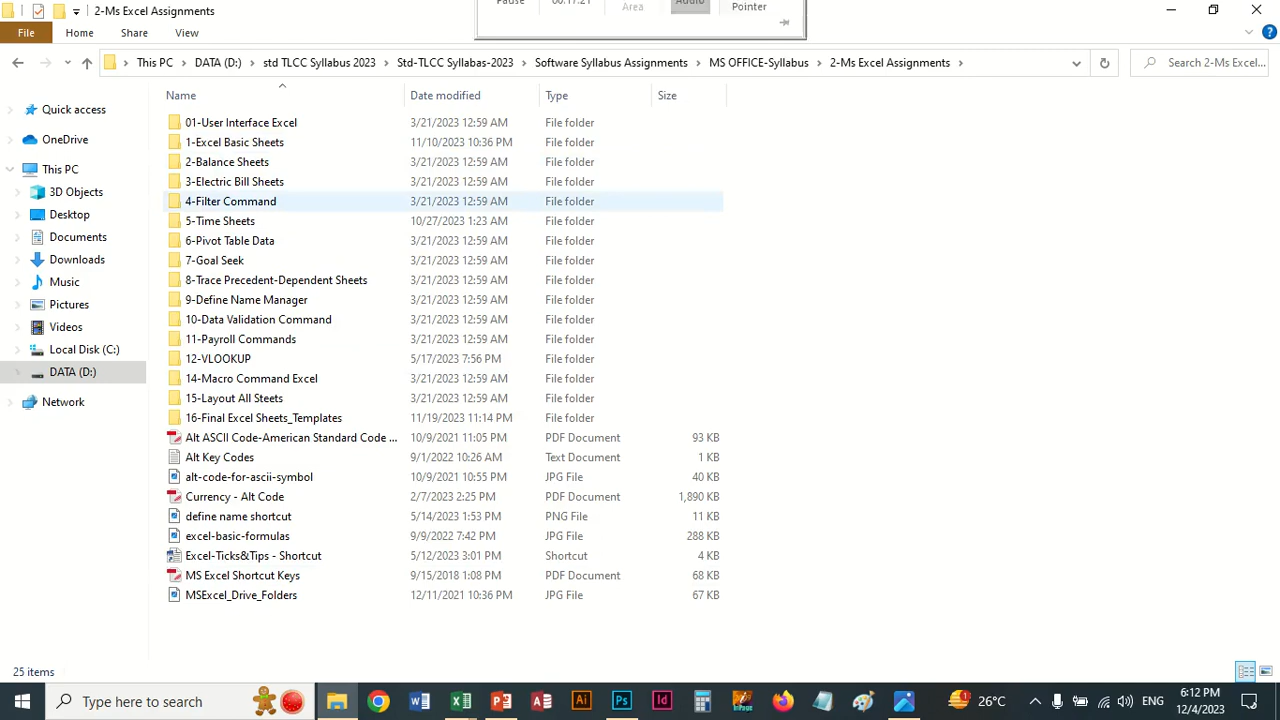 2-Ms Excel Assignments
Pause 00:17:21 Area Audio Pointer
File Home Share View
This PC DATA (D:) std TLCC Syllabus 2023 Std-TLCC Syllabas-2023 Software Syllabus Assignments MS OFFICE-Syllabus 2-Ms Excel Assignments Search 2-Ms Excel...
Name Date modified Type Size
Quick access
OneDrive
This PC
3D Objects
Desktop
Documents
Downloads
Music
Pictures
Videos
Local Disk (C:)
DATA (D:)
Network
01-User Interface Excel 3/21/2023 12:59 AM File folder
1-Excel Basic Sheets 11/10/2023 10:36 PM File folder
2-Balance Sheets 3/21/2023 12:59 AM File folder
3-Electric Bill Sheets 3/21/2023 12:59 AM File folder
4-Filter Command 3/21/2023 12:59 AM File folder
5-Time Sheets 10/27/2023 1:23 AM File folder
6-Pivot Table Data 3/21/2023 12:59 AM File folder
7-Goal Seek 3/21/2023 12:59 AM File folder
8-Trace Precedent-Dependent Sheets 3/21/2023 12:59 AM File folder
9-Define Name Manager 3/21/2023 12:59 AM File folder
10-Data Validation Command 3/21/2023 12:59 AM File folder
11-Payroll Commands 3/21/2023 12:59 AM File folder
12-VLOOKUP 5/17/2023 7:56 PM File folder
14-Macro Command Excel 3/21/2023 12:59 AM File folder
15-Layout All Steets 3/21/2023 12:59 AM File folder
16-Final Excel Sheets_Templates 11/19/2023 11:14 PM File folder
Alt ASCII Code-American Standard Code ... 10/9/2021 11:05 PM PDF Document 93 KB
Alt Key Codes 9/1/2022 10:26 AM Text Document 1 KB
alt-code-for-ascii-symbol 10/9/2021 10:55 PM JPG File 40 KB
Currency - Alt Code 2/7/2023 2:25 PM PDF Document 1,890 KB
define name shortcut 5/14/2023 1:53 PM PNG File 11 KB
excel-basic-formulas 9/9/2022 7:42 PM JPG File 288 KB
Excel-Ticks&Tips - Shortcut 5/12/2023 3:01 PM Shortcut 4 KB
MS Excel Shortcut Keys 9/15/2018 1:08 PM PDF Document 68 KB
MSExcel_Drive_Folders 12/11/2021 10:36 PM JPG File 67 KB
25 items
Type here to search
26°C
ENG
6:12 PM
12/4/2023